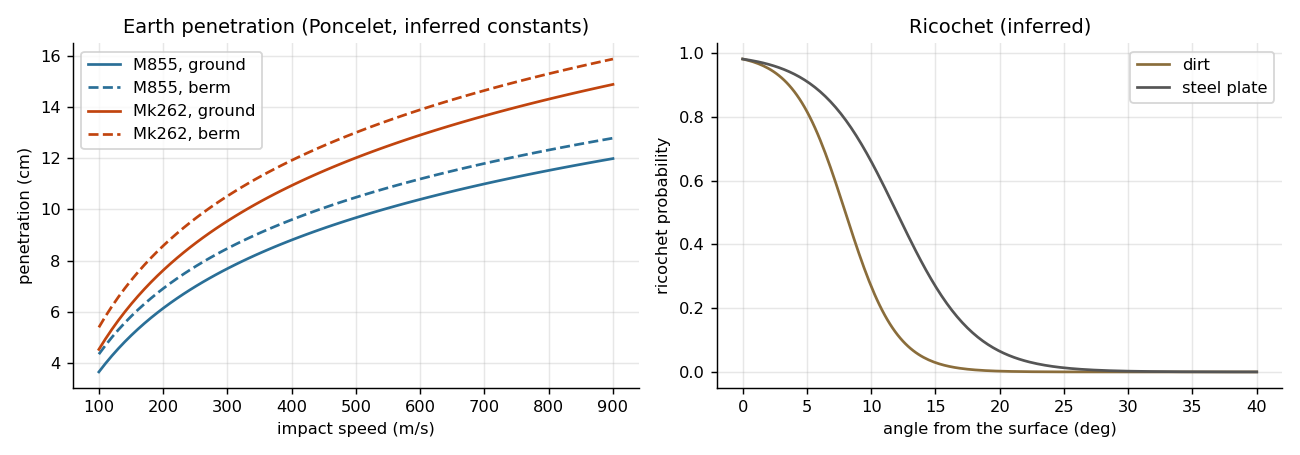 Earth penetration (Poncelet, inferred constants)
M855, ground
M855, berm
Mk262, ground
Mk262, berm
penetration (cm)
16
14
12
10
8
6
4
100 200 300 400 500 600 700 800 900
impact speed (m/s)
Ricochet (inferred)
dirt
steel plate
ricochet probability
1.0
0.8
0.6
0.4
0.2
0.0
0 5 10 15 20 25 30 35 40
angle from the surface (deg)